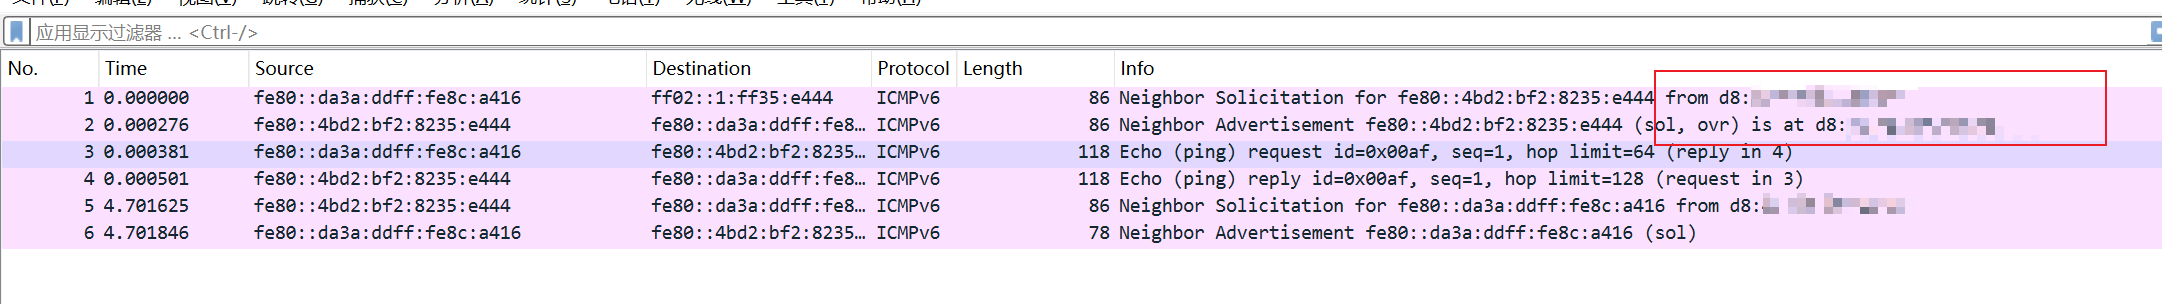 应用显示过滤器 … <Ctrl-/>
No. Time Source Destination Protocol Length Info
1 0.000000 fe80::da3a:ddff:fe8c:a416 ff02::1:ff35:e444 ICMPv6 86 Neighbor Solicitation for fe80::4bd2:bf2:8235:e444 from d8:
2 0.000276 fe80::4bd2:bf2:8235:e444 fe80::da3a:ddff:fe8… ICMPv6 86 Neighbor Advertisement fe80::4bd2:bf2:8235:e444 (sol, ovr) is at d8:
3 0.000381 fe80::da3a:ddff:fe8c:a416 fe80::4bd2:bf2:8235… ICMPv6 118 Echo (ping) request id=0x00af, seq=1, hop limit=64 (reply in 4)
4 0.000501 fe80::4bd2:bf2:8235:e444 fe80::da3a:ddff:fe8… ICMPv6 118 Echo (ping) reply id=0x00af, seq=1, hop limit=128 (request in 3)
5 4.701625 fe80::4bd2:bf2:8235:e444 fe80::da3a:ddff:fe8… ICMPv6 86 Neighbor Solicitation for fe80::da3a:ddff:fe8c:a416 from d8:
6 4.701846 fe80::da3a:ddff:fe8c:a416 fe80::4bd2:bf2:8235… ICMPv6 78 Neighbor Advertisement fe80::da3a:ddff:fe8c:a416 (sol)